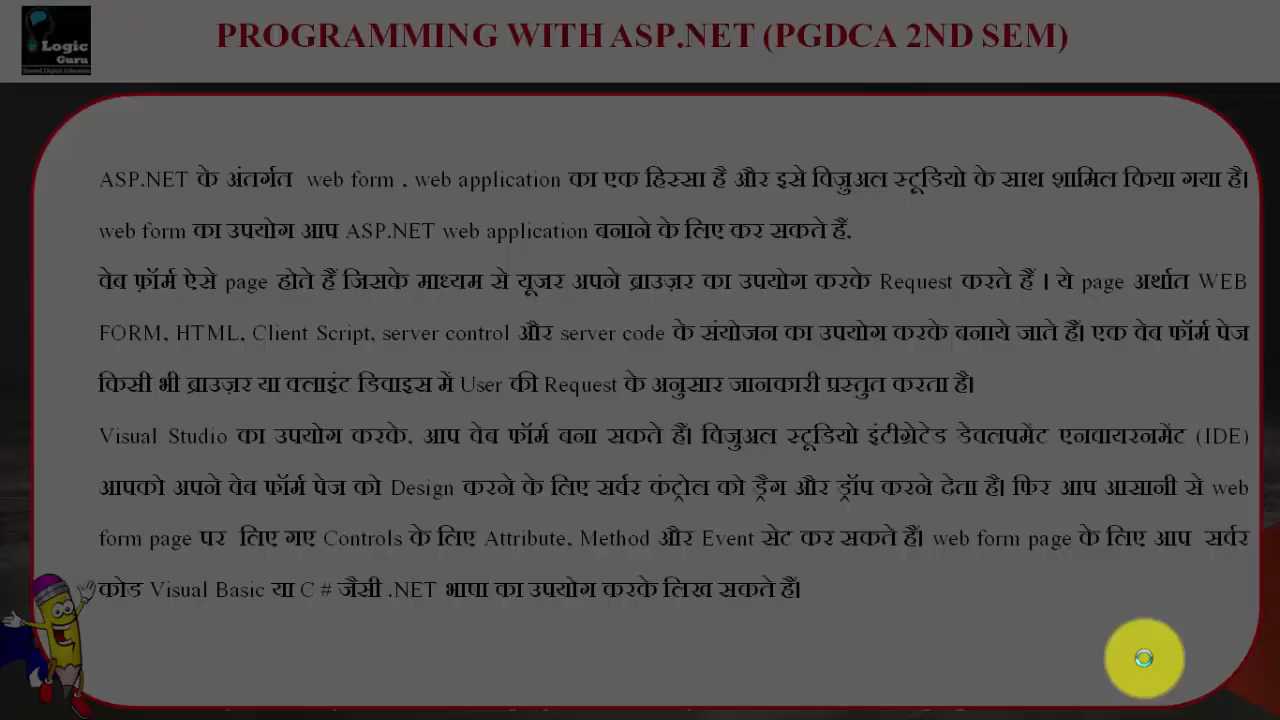 Logic
Guru
PROGRAMMING WITH ASP.NET (PGDCA 2ND SEM)
ASP.NET के अंतर्गत web form , web application का एक हिस्सा है और इसे विज़ुअल स्टूडियो के साथ शामिल किया गया है।
web form का उपयोग आप ASP.NET web application बनाने के लिए कर सकते हैं,
वेब फ़ॉर्म ऐसे page होते हैं जिसके माध्यम से यूजर अपने ब्राउज़र का उपयोग करके Request करते हैं । ये page अर्थात WEB
FORM, HTML, Client Script, server control और server code के संयोजन का उपयोग करके बनाये जाते हैं। एक वेब फॉर्म पेज
किसी भी ब्राउज़र या क्लाइंट डिवाइस में User की Request के अनुसार जानकारी प्रस्तुत करता है।
Visual Studio का उपयोग करके, आप वेब फॉर्म बना सकते हैं। विजुअल स्टूडियो इंटीग्रेटेड डेवलपमेंट एनवायरनमेंट (IDE)
आपको अपने वेब फॉर्म पेज को Design करने के लिए सर्वर कंट्रोल को ड्रैग और ड्रॉप करने देता है। फिर आप आसानी से web
form page पर लिए गए Controls के लिए Attribute, Method और Event सेट कर सकते हैं। web form page के लिए आप सर्वर
कोड Visual Basic या C # जैसी .NET भाषा का उपयोग करके लिख सकते हैं।